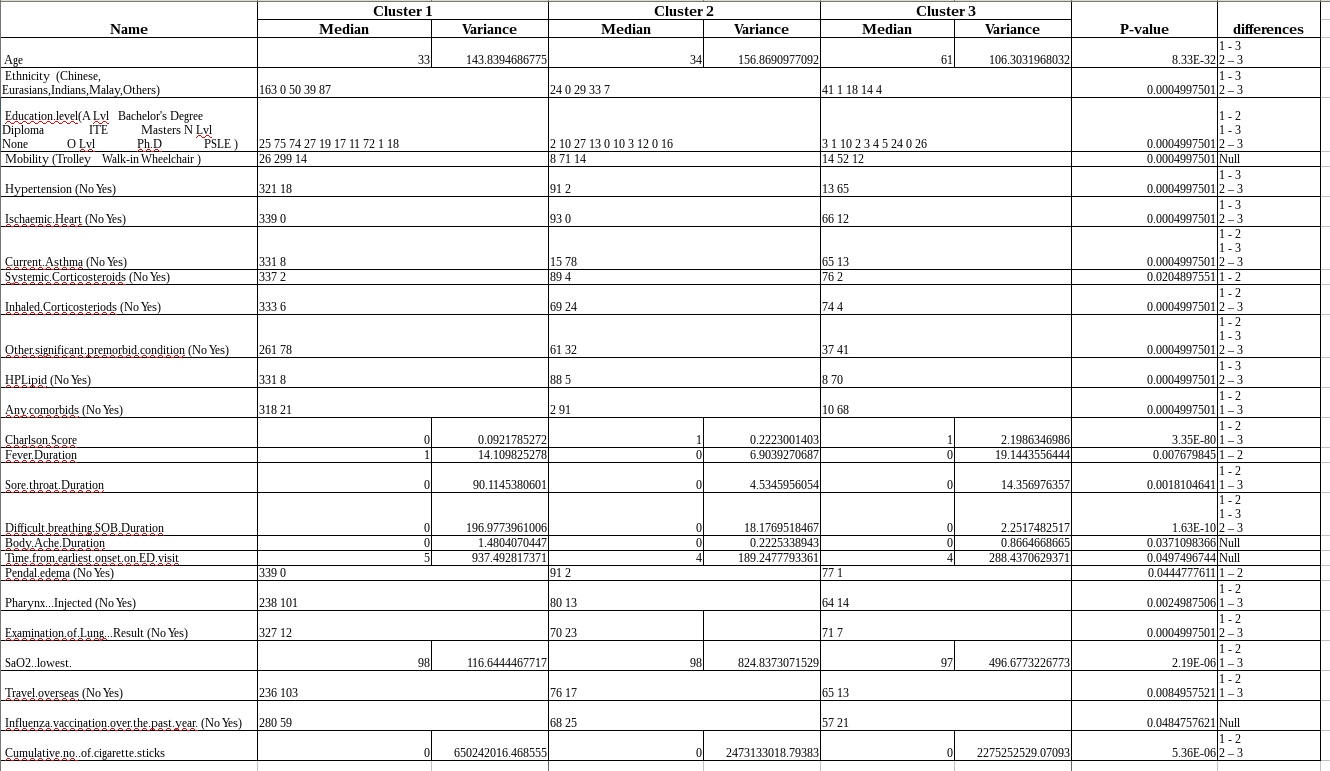 Cluster 1 Cluster 2 Cluster 3
Name Median Variance Median Variance Median Variance P-value differences
1 - 3
Age 33 143.8394686775 34 156.8690977092 61 106.3031968032 8.33E-32 2 – 3
Ethnicity (Chinese, 1 - 3
Eurasians,Indians,Malay,Others) 163 0 50 39 87 24 0 29 33 7 41 1 18 14 4 0.0004997501 2 – 3
Education.level(A Lvl Bachelor's Degree 1 - 2
Diploma ITE Masters N Lvl 1 - 3
None O Lvl Ph.D PSLE ) 25 75 74 27 19 17 11 72 1 18 2 10 27 13 0 10 3 12 0 16 3 1 10 2 3 4 5 24 0 26 0.0004997501 2 – 3
Mobility (Trolley Walk-in Wheelchair ) 26 299 14 8 71 14 14 52 12 0.0004997501 Null
1 - 3
Hypertension (No Yes) 321 18 91 2 13 65 0.0004997501 2 – 3
1 - 3
Ischaemic.Heart (No Yes) 339 0 93 0 66 12 0.0004997501 2 – 3
1 - 2
1 - 3
Current.Asthma (No Yes) 331 8 15 78 65 13 0.0004997501 2 – 3
Systemic.Corticosteroids (No Yes) 337 2 89 4 76 2 0.0204897551 1 - 2
1 - 2
Inhaled.Corticosteriods (No Yes) 333 6 69 24 74 4 0.0004997501 2 – 3
1 - 2
1 - 3
Other.significant.premorbid.condition (No Yes) 261 78 61 32 37 41 0.0004997501 2 – 3
1 - 3
HPLipid (No Yes) 331 8 88 5 8 70 0.0004997501 2 – 3
1 - 2
Any.comorbids (No Yes) 318 21 2 91 10 68 0.0004997501 1 – 3
1 - 2
Charlson.Score 0 0.0921785272 1 0.2223001403 1 2.1986346986 3.35E-80 1 – 3
Fever.Duration 1 14.109825278 0 6.9039270687 0 19.1443556444 0.007679845 1 – 2
1 - 2
Sore.throat.Duration 0 90.1145380601 0 4.5345956054 0 14.356976357 0.0018104641 1 – 3
1 - 2
1 - 3
Difficult.breathing.SOB.Duration 0 196.9773961006 0 18.1769518467 0 2.2517482517 1.63E-10 2 – 3
Body.Ache.Duration 0 1.4804070447 0 0.2225338943 0 0.8664668665 0.0371098366 Null
Time.from.earliest.onset.on.ED.visit 5 937.492817371 4 189.2477793361 4 288.4370629371 0.0497496744 Null
Pendal.edema (No Yes) 339 0 91 2 77 1 0.0444777611 1 – 2
1 - 2
Pharynx...Injected (No Yes) 238 101 80 13 64 14 0.0024987506 1 – 3
1 - 2
Examination.of.Lung...Result (No Yes) 327 12 70 23 71 7 0.0004997501 2 – 3
1 - 2
SaO2..lowest. 98 116.6444467717 98 824.8373071529 97 496.6773226773 2.19E-06 1 – 3
1 - 2
Travel.overseas (No Yes) 236 103 76 17 65 13 0.0084957521 1 – 3
Influenza.vaccination.over.the.past.year. (No Yes) 280 59 68 25 57 21 0.0484757621 Null
1 - 2
Cumulative.no..of.cigarette.sticks 0 650242016.468555 0 2473133018.79383 0 2275252529.07093 5.36E-06 2 – 3